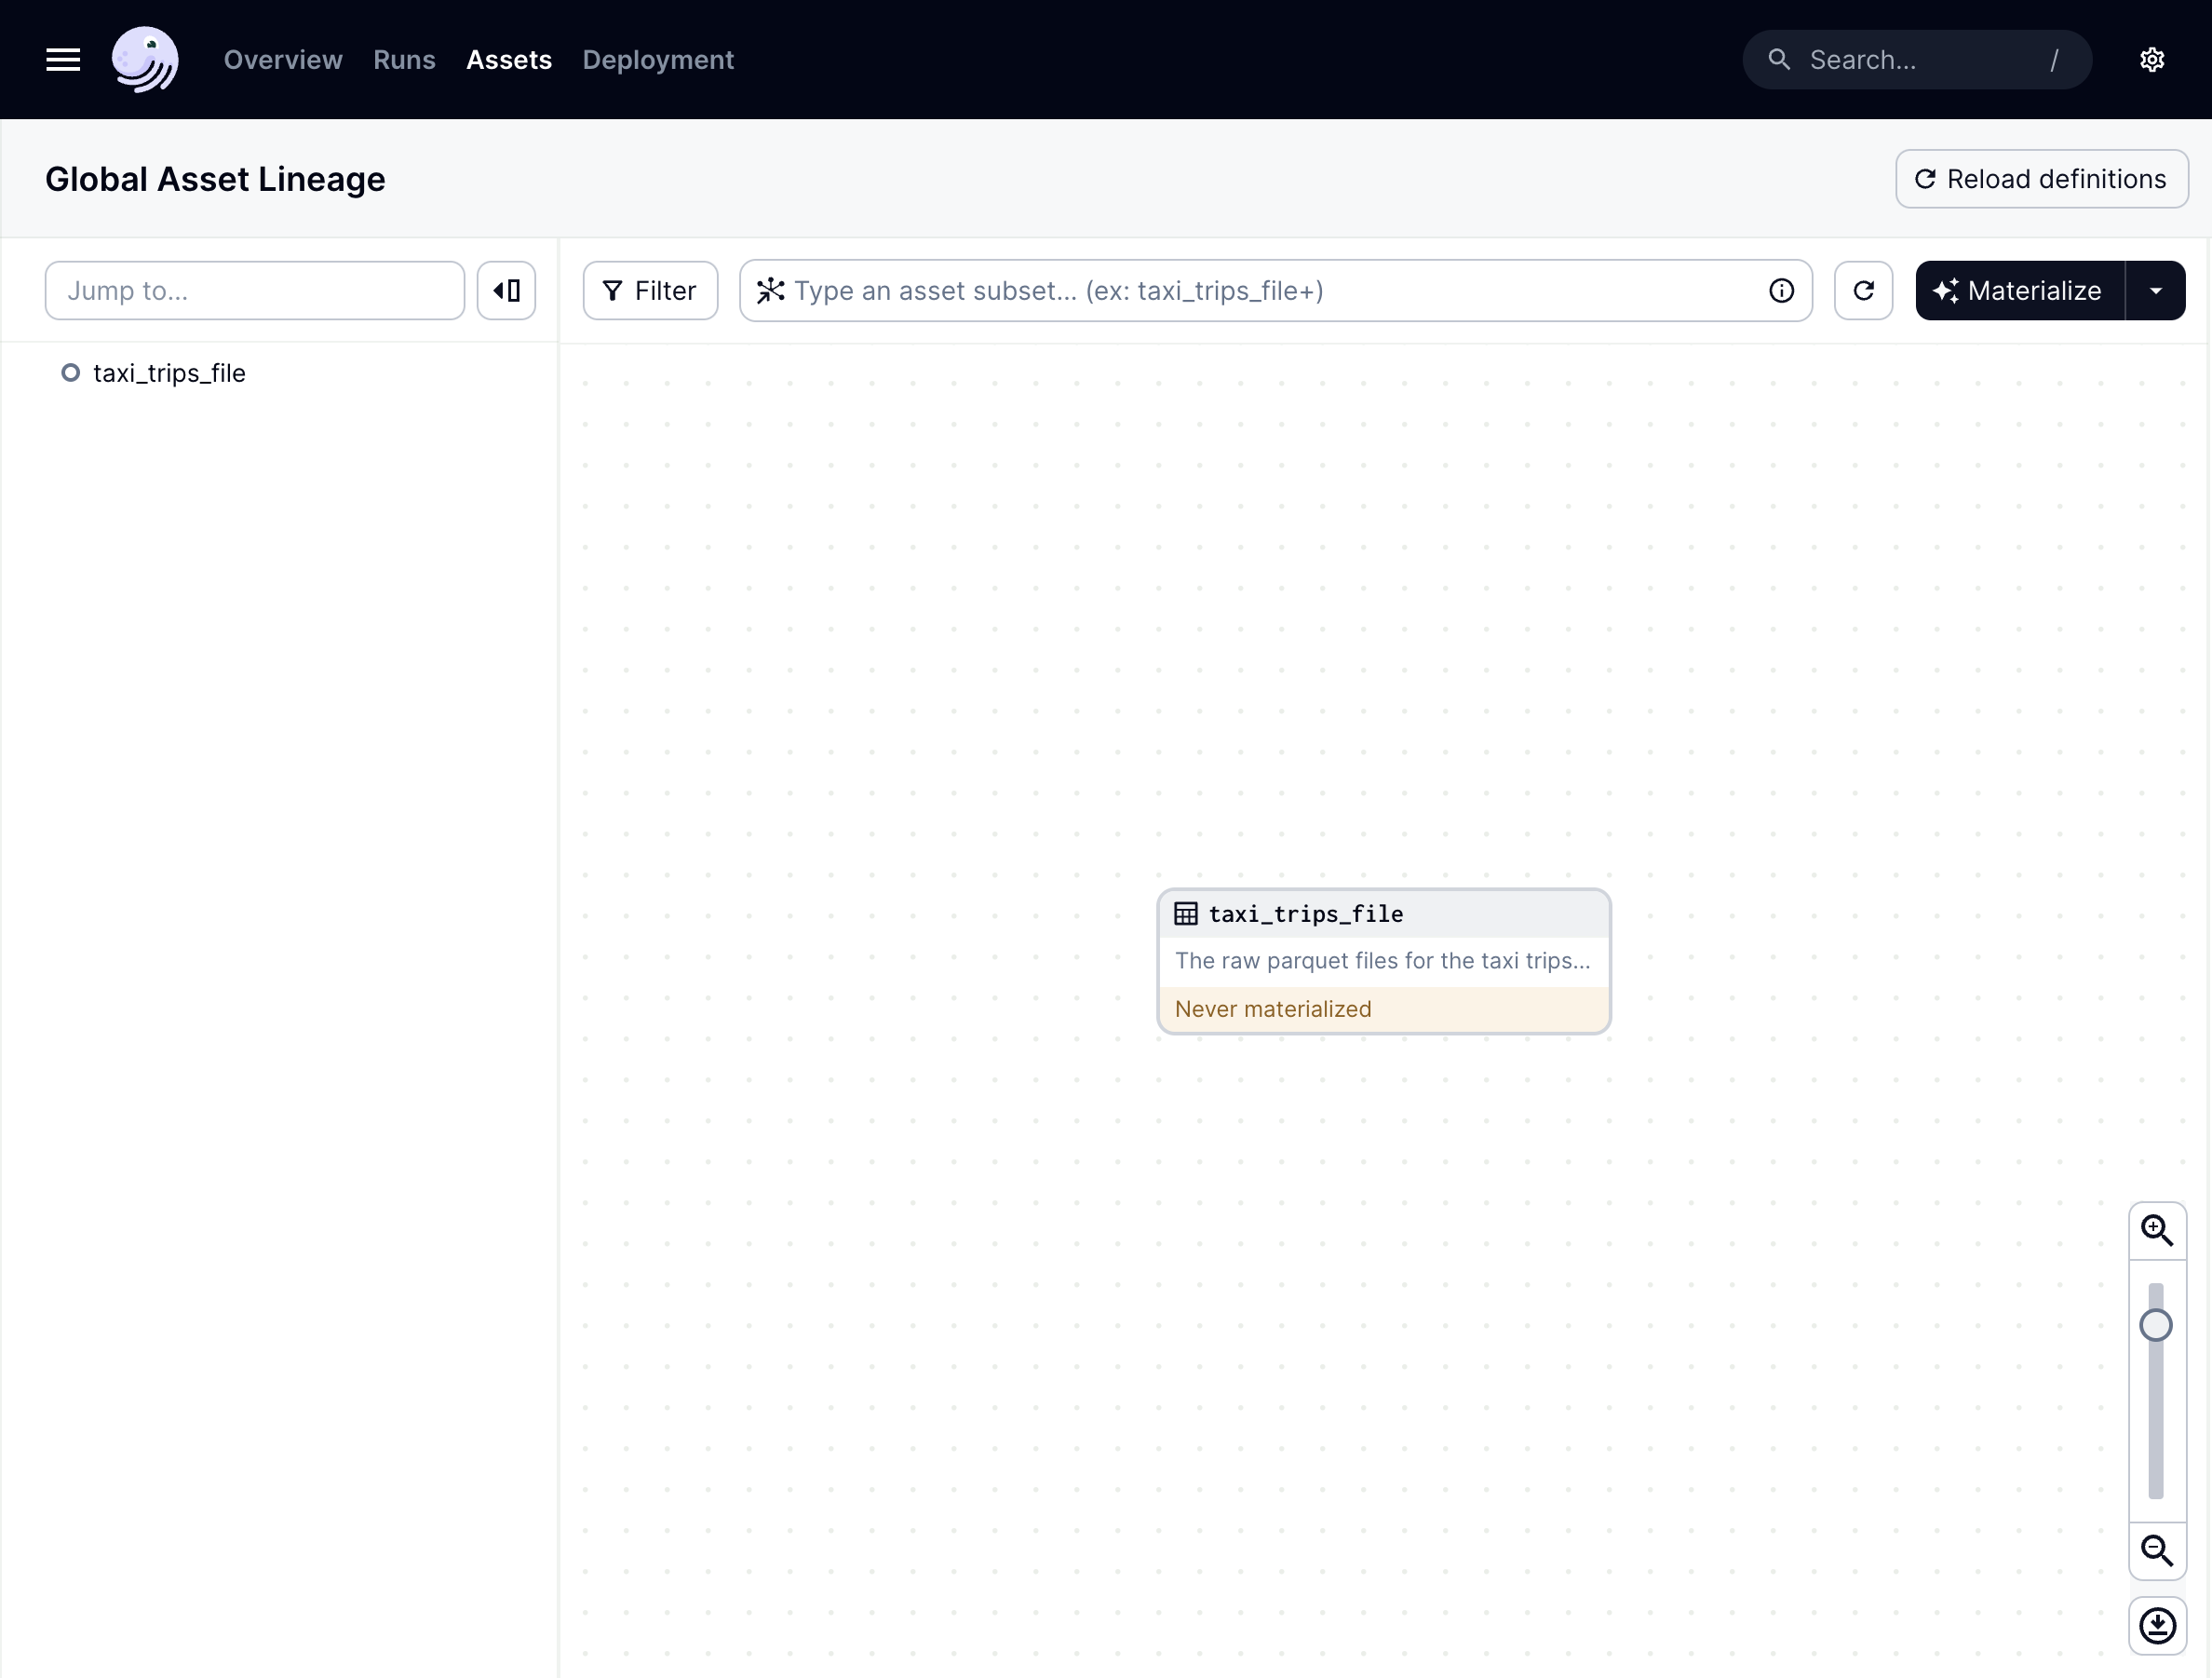 Overview Runs Assets Deployment Search... /
Global Asset Lineage Reload definitions
Jump to... Filter Type an asset subset... (ex: taxi_trips_file+) Materialize
taxi_trips_file
taxi_trips_file
The raw parquet files for the taxi trips...
Never materialized